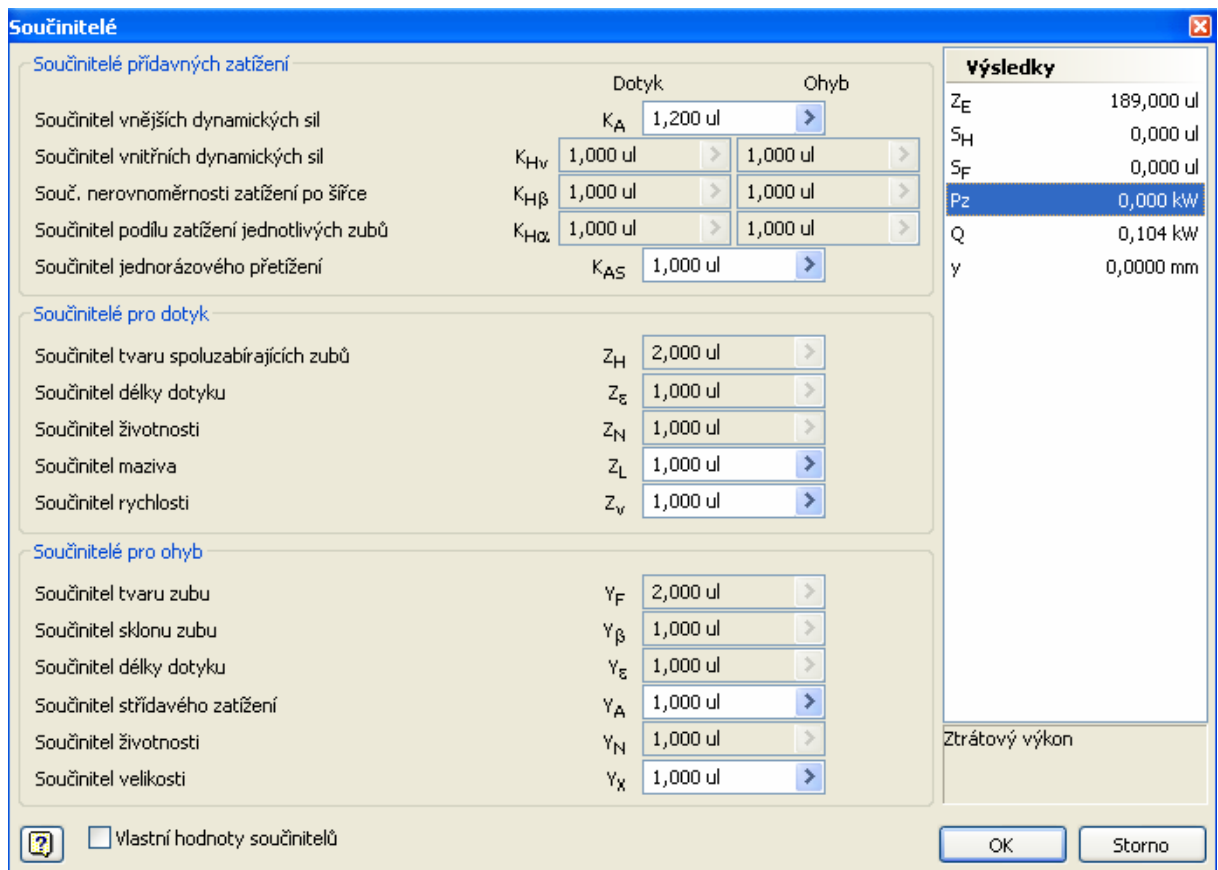 Součinitelé
Součinitelé přídavných zatížení
Dotyk Ohyb
Součinitel vnějších dynamických sil KA 1,200 ul
Součinitel vnitřních dynamických sil KHv 1,000 ul 1,000 ul
Souč. nerovnoměrnosti zatížení po šířce KHβ 1,000 ul 1,000 ul
Součinitel podílu zatížení jednotlivých zubů KHα 1,000 ul 1,000 ul
Součinitel jednorázového přetížení KAS 1,000 ul
Součinitelé pro dotyk
Součinitel tvaru spoluzabírajících zubů ZH 2,000 ul
Součinitel délky dotyku Zε 1,000 ul
Součinitel životnosti ZN 1,000 ul
Součinitel maziva ZL 1,000 ul
Součinitel rychlosti Zv 1,000 ul
Součinitelé pro ohyb
Součinitel tvaru zubu YF 2,000 ul
Součinitel sklonu zubu Yβ 1,000 ul
Součinitel délky dotyku Yε 1,000 ul
Součinitel střídavého zatížení YA 1,000 ul
Součinitel životnosti YN 1,000 ul
Součinitel velikosti YX 1,000 ul
Výsledky
ZE 189,000 ul
SH 0,000 ul
SF 0,000 ul
Pz 0,000 kW
Q 0,104 kW
y 0,0000 mm
Ztrátový výkon
Vlastní hodnoty součinitelů
OK Storno